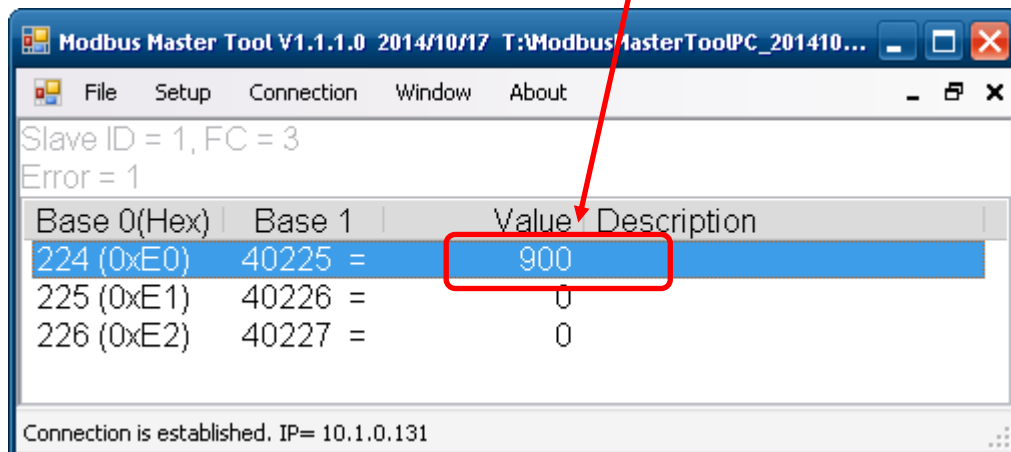 Modbus Master Tool V1.1.1.0 2014/10/17 T:\ModbusMasterToolPC_201410...
File Setup Connection Window About
Slave ID = 1, FC = 3
Error = 1
Base 0(Hex) Base 1 Value Description
224 (0xE0) 40225 = 900
225 (0xE1) 40226 = 0
226 (0xE2) 40227 = 0
Connection is established. IP= 10.1.0.131